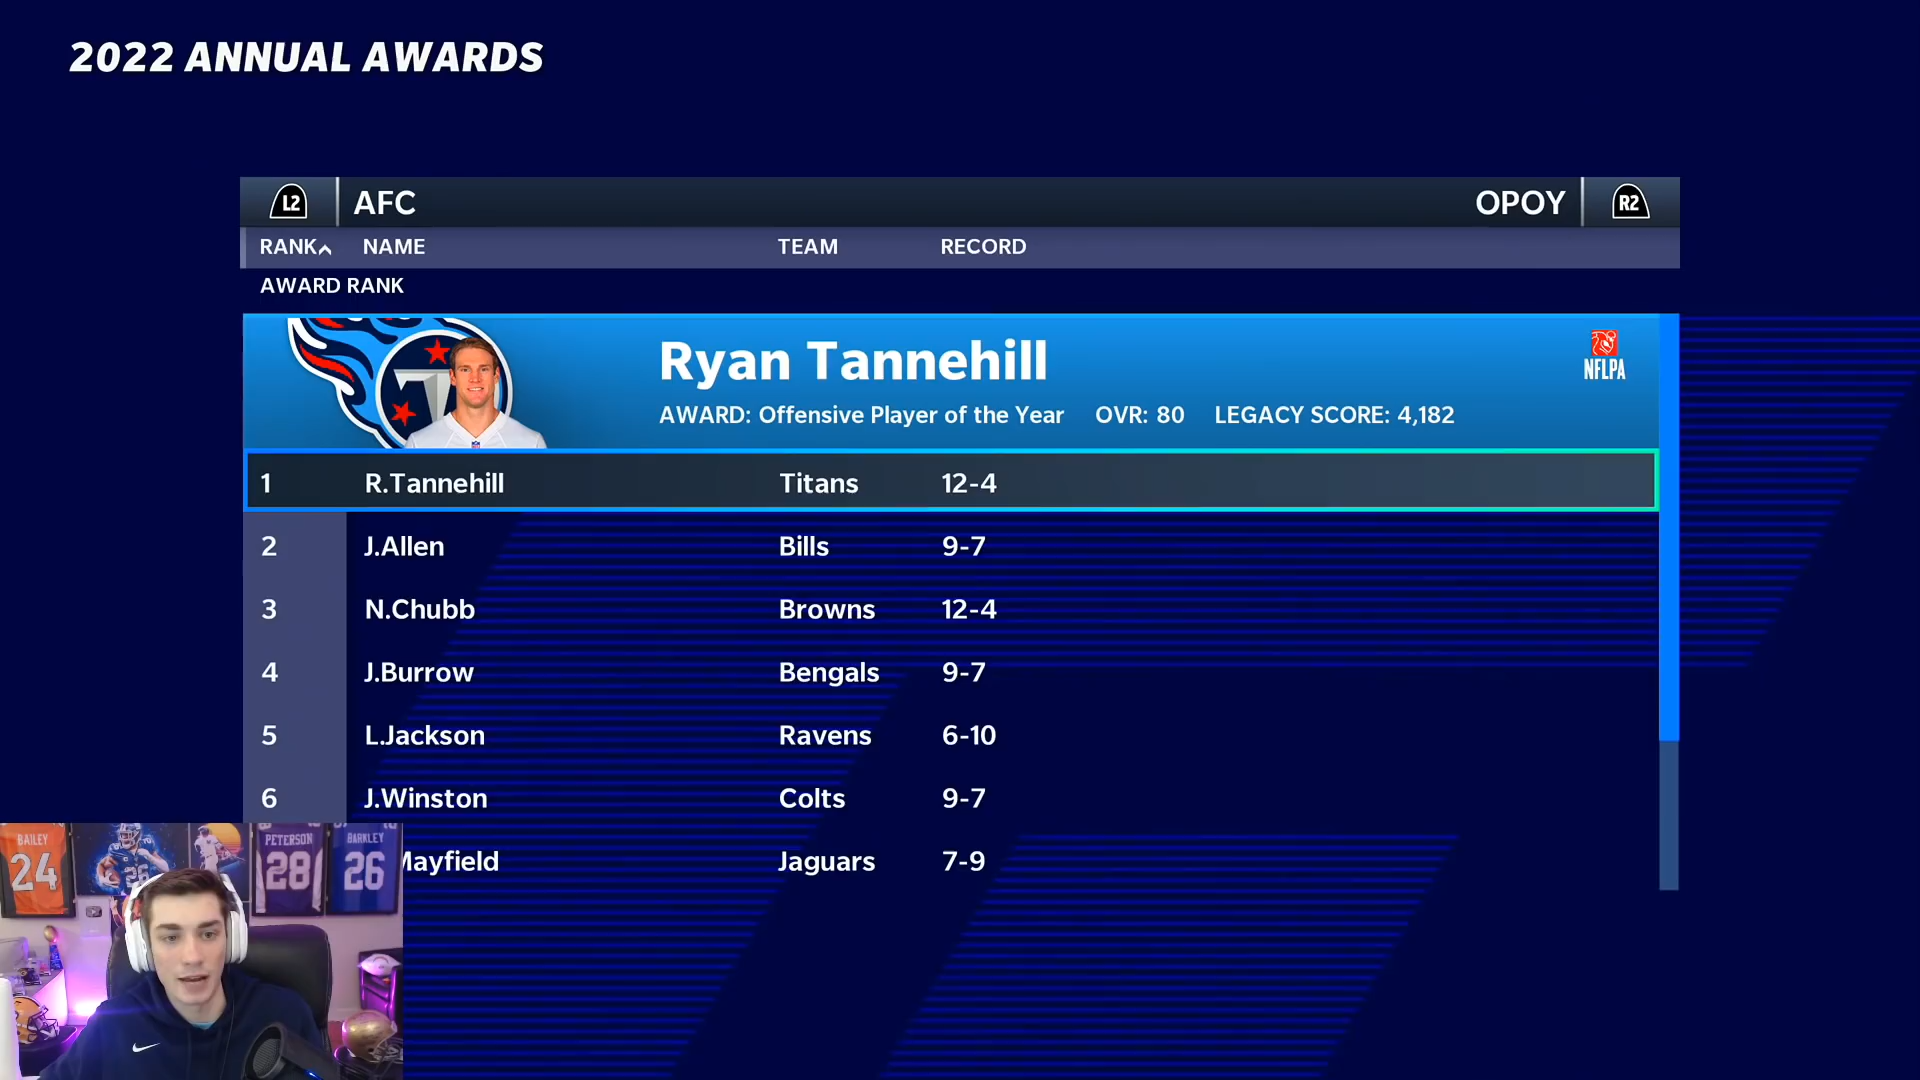 2022 ANNUAL AWARDS
L2 AFC OPOY R2
RANK NAME TEAM RECORD
AWARD RANK
Ryan Tannehill
NFLPA
AWARD: Offensive Player of the Year OVR: 80 LEGACY SCORE: 4,182
1 R.Tannehill Titans 12-4
2 J.Allen Bills 9-7
3 N.Chubb Browns 12-4
4 J.Burrow Bengals 9-7
5 L.Jackson Ravens 6-10
6 J.Winston Colts 9-7
Mayfield Jaguars 7-9
BAILEY
24
26
PETERSON
28
BARKLEY
26